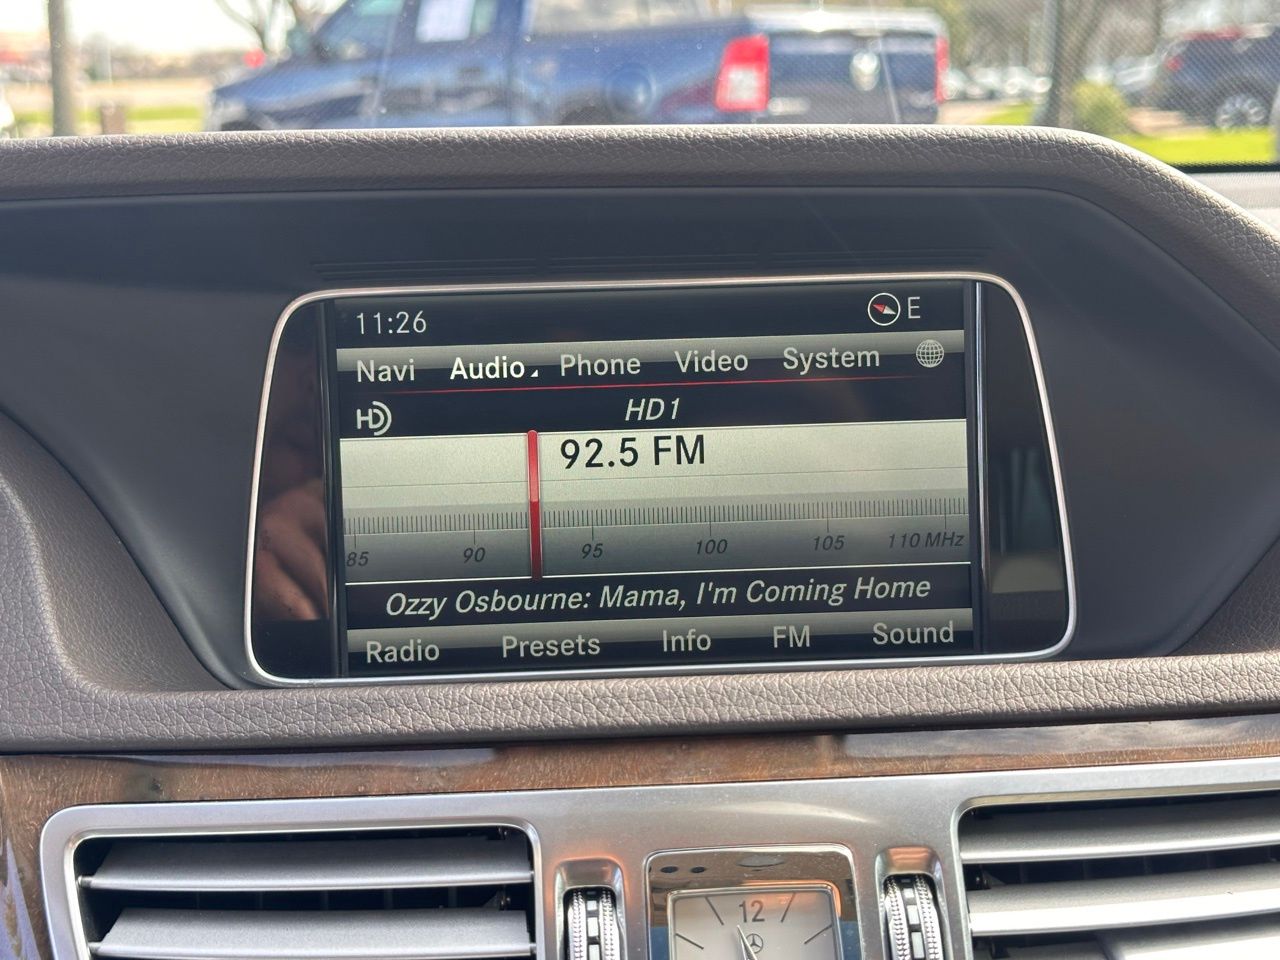 11:26 E
Navi Audio Phone Video System
HD HD1
92.5 FM
85 90 95 100 105 110 MHz
Ozzy Osbourne: Mama, I'm Coming Home
Radio Presets Info FM Sound
12